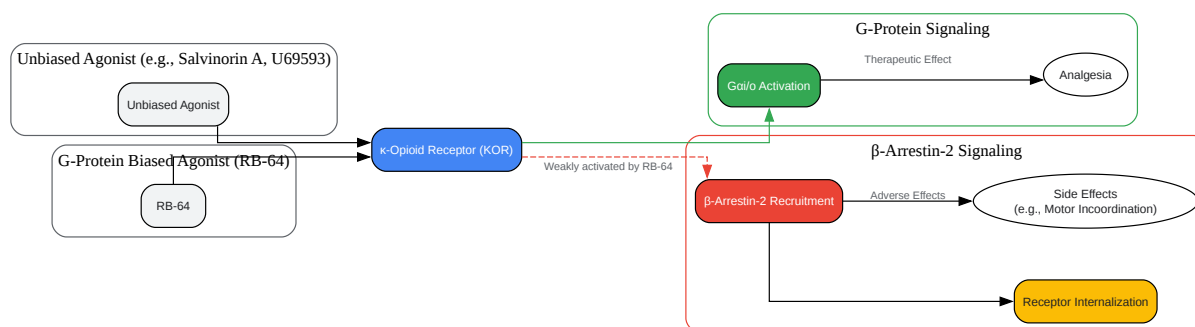 Unbiased Agonist (e.g., Salvinorin A, U69593)
Unbiased Agonist
G-Protein Biased Agonist (RB-64)
RB-64
κ-Opioid Receptor (KOR)
Weakly activated by RB-64
G-Protein Signaling
Gαi/o Activation
Therapeutic Effect
Analgesia
β-Arrestin-2 Signaling
β-Arrestin-2 Recruitment
Adverse Effects
Side Effects
(e.g., Motor Incoordination)
Receptor Internalization